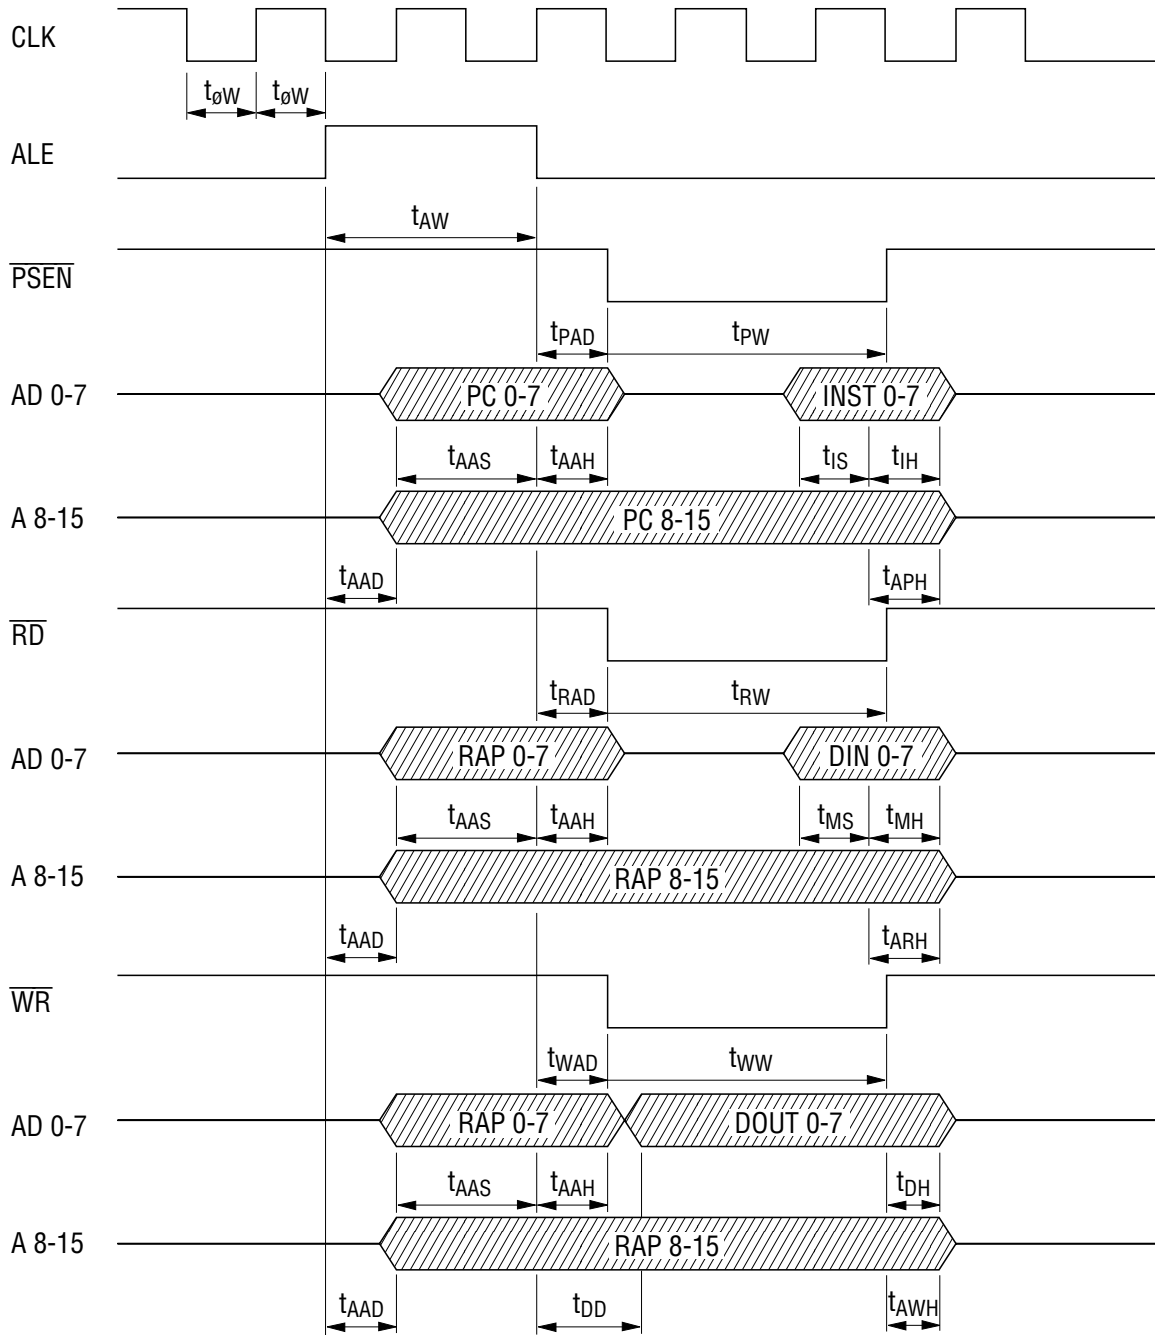 CLK
tøW tøW
ALE
tAW
PSEN
tPAD tPW
AD 0-7 PC 0-7 INST 0-7
tAAS tAAH tIS tIH
A 8-15 PC 8-15
tAAD tAPH
RD
tRAD tRW
AD 0-7 RAP 0-7 DIN 0-7
tAAS tAAH tMS tMH
A 8-15 RAP 8-15
tAAD tARH
WR
tWAD tWW
AD 0-7 RAP 0-7 DOUT 0-7
tAAS tAAH tDH
A 8-15 RAP 8-15
tAAD tDD tAWH